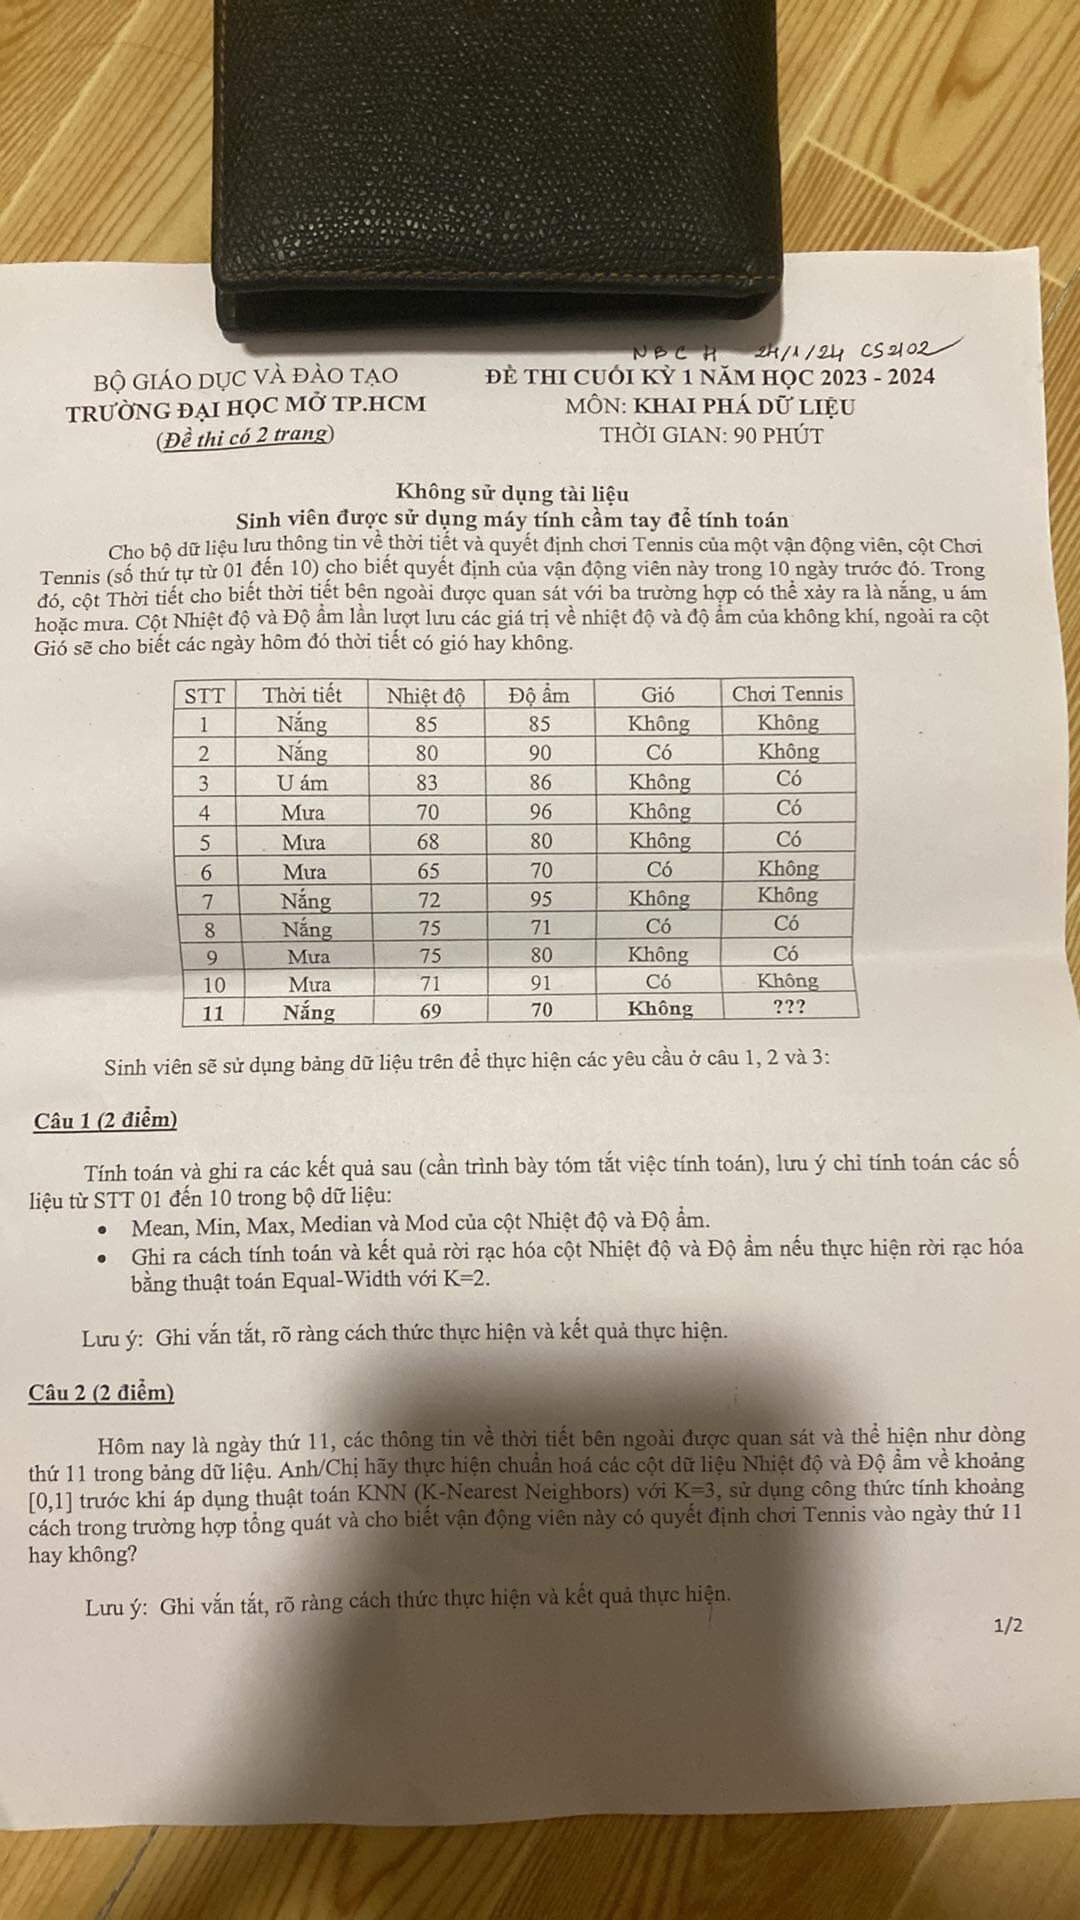 NBCH 24/1/24 CS2102
BỘ GIÁO DỤC VÀ ĐÀO TẠO
TRƯỜNG ĐẠI HỌC MỞ TP.HCM
(Đề thi có 2 trang)
ĐỀ THI CUỐI KỲ 1 NĂM HỌC 2023 - 2024
MÔN: KHAI PHÁ DỮ LIỆU
THỜI GIAN: 90 PHÚT
Không sử dụng tài liệu
Sinh viên được sử dụng máy tính cầm tay để tính toán
Cho bộ dữ liệu lưu thông tin về thời tiết và quyết định chơi Tennis của một vận động viên, cột Chơi
Tennis (số thứ tự từ 01 đến 10) cho biết quyết định của vận động viên này trong 10 ngày trước đó. Trong
đó, cột Thời tiết cho biết thời tiết bên ngoài được quan sát với ba trường hợp có thể xảy ra là nắng, u ám
hoặc mưa. Cột Nhiệt độ và Độ ẩm lần lượt lưu các giá trị về nhiệt độ và độ ẩm của không khí, ngoài ra cột
Gió sẽ cho biết các ngày hôm đó thời tiết có gió hay không.
STT Thời tiết Nhiệt độ Độ ẩm Gió Chơi Tennis
1 Nắng 85 85 Không Không
2 Nắng 80 90 Có Không
3 U ám 83 86 Không Có
4 Mưa 70 96 Không Có
5 Mưa 68 80 Không Có
6 Mưa 65 70 Có Không
7 Nắng 72 95 Không Không
8 Nắng 75 71 Có Có
9 Mưa 75 80 Không Có
10 Mưa 71 91 Có Không
11 Nắng 69 70 Không ???
Sinh viên sẽ sử dụng bảng dữ liệu trên để thực hiện các yêu cầu ở câu 1, 2 và 3:
Câu 1 (2 điểm)
Tính toán và ghi ra các kết quả sau (cần trình bày tóm tắt việc tính toán), lưu ý chỉ tính toán các số
liệu từ STT 01 đến 10 trong bộ dữ liệu:
• Mean, Min, Max, Median và Mod của cột Nhiệt độ và Độ ẩm.
• Ghi ra cách tính toán và kết quả rời rạc hóa cột Nhiệt độ và Độ ẩm nếu thực hiện rời rạc hóa
bằng thuật toán Equal-Width với K=2.
Lưu ý: Ghi vắn tắt, rõ ràng cách thức thực hiện và kết quả thực hiện.
Câu 2 (2 điểm)
Hôm nay là ngày thứ 11, các thông tin về thời tiết bên ngoài được quan sát và thể hiện như dòng
thứ 11 trong bảng dữ liệu. Anh/Chị hãy thực hiện chuẩn hoá các cột dữ liệu Nhiệt độ và Độ ẩm về khoảng
[0,1] trước khi áp dụng thuật toán KNN (K-Nearest Neighbors) với K=3, sử dụng công thức tính khoảng
cách trong trường hợp tổng quát và cho biết vận động viên này có quyết định chơi Tennis vào ngày thứ 11
hay không?
Lưu ý: Ghi vắn tắt, rõ ràng cách thức thực hiện và kết quả thực hiện.
1/2